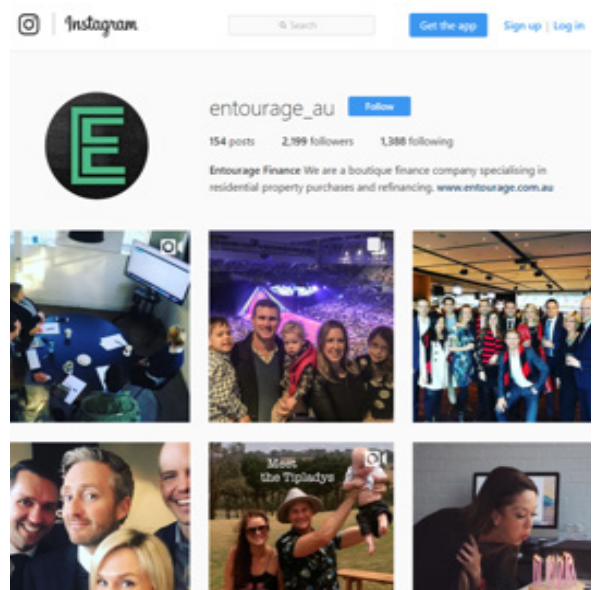 Instagram
Search
Get the app
Sign up | Log in
entourage_au
Follow
154 posts 2,199 followers 1,388 following
Entourage Finance We are a boutique finance company specialising in
residential property purchases and refinancing. www.entourage.com.au
Meet
the Tipladys